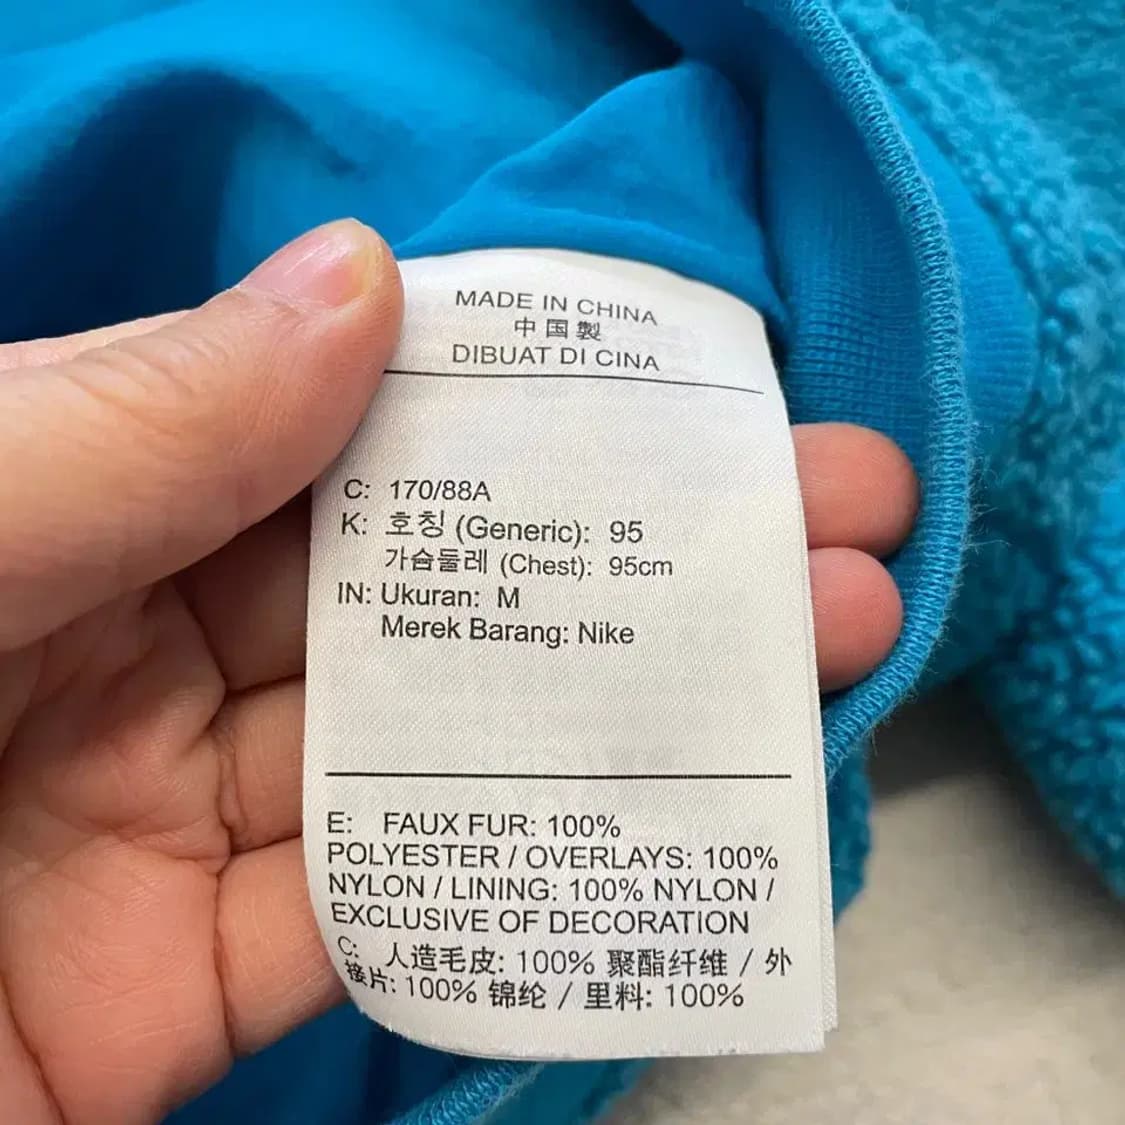 MADE IN CHINA
中国製
DIBUAT DI CINA
C: 170/88A
K: 호칭 (Generic): 95
가슴둘레 (Chest): 95cm
IN: Ukuran: M
Merek Barang: Nike
E: FAUX FUR: 100%
POLYESTER / OVERLAYS: 100%
NYLON / LINING: 100% NYLON /
EXCLUSIVE OF DECORATION
C: 人造毛皮: 100% 聚酯纤维 / 外
接片: 100% 锦纶 / 里料: 100%